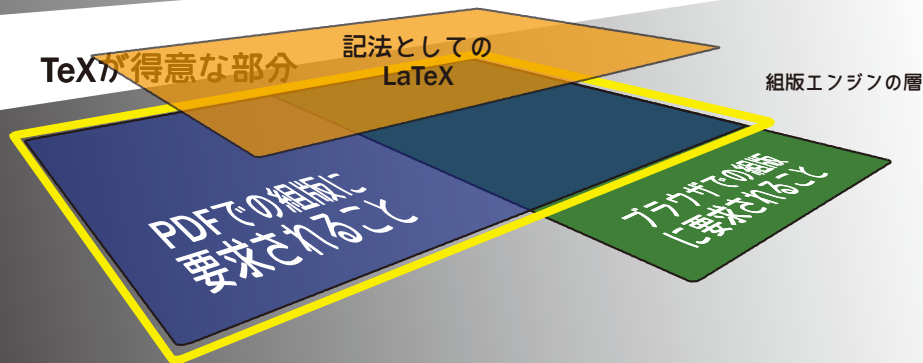 TeXが得意な部分
記法としての
LaTeX
組版エンジンの層
PDFでの組版に
要求されること
ブラウザでの組版
に要求されること